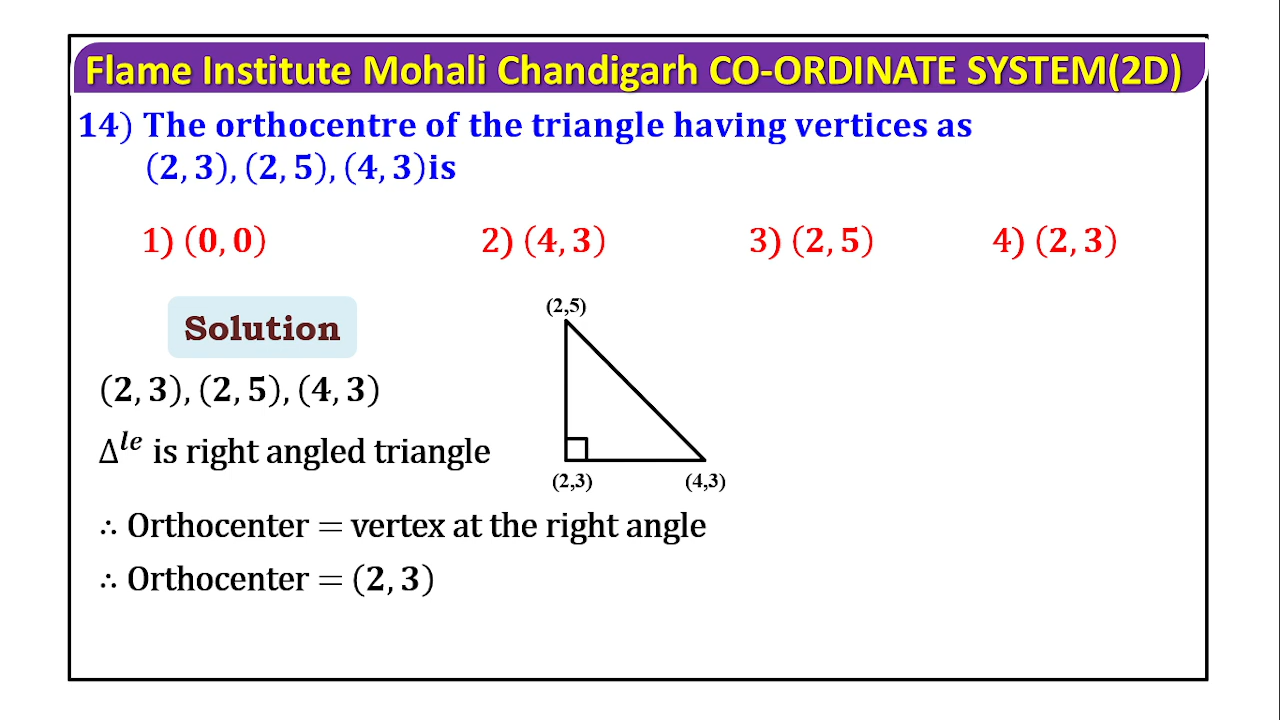 Flame Institute Mohali Chandigarh CO-ORDINATE SYSTEM(2D)
14) The orthocentre of the triangle having vertices as
(2, 3), (2, 5), (4, 3)is
1) (0, 0) 2) (4, 3) 3) (2, 5) 4) (2, 3)
Solution
(2,5)
(2, 3), (2, 5), (4, 3)
Δ^le is right angled triangle
(2,3) (4,3)
∴ Orthocenter = vertex at the right angle
∴ Orthocenter = (2, 3)